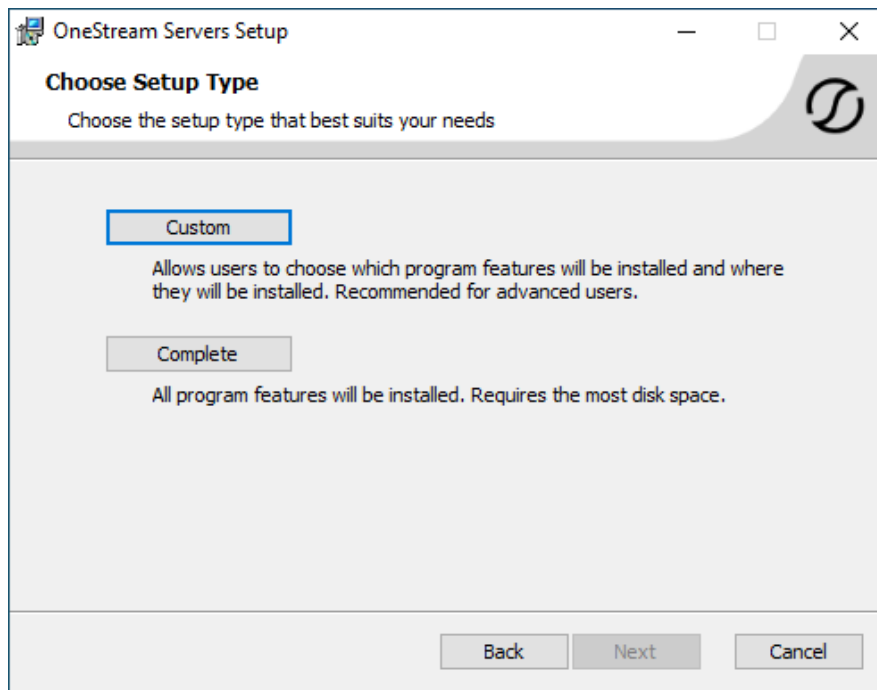 OneStream Servers Setup
Choose Setup Type
Choose the setup type that best suits your needs
Custom
Allows users to choose which program features will be installed and where
they will be installed. Recommended for advanced users.
Complete
All program features will be installed. Requires the most disk space.
Back Next Cancel